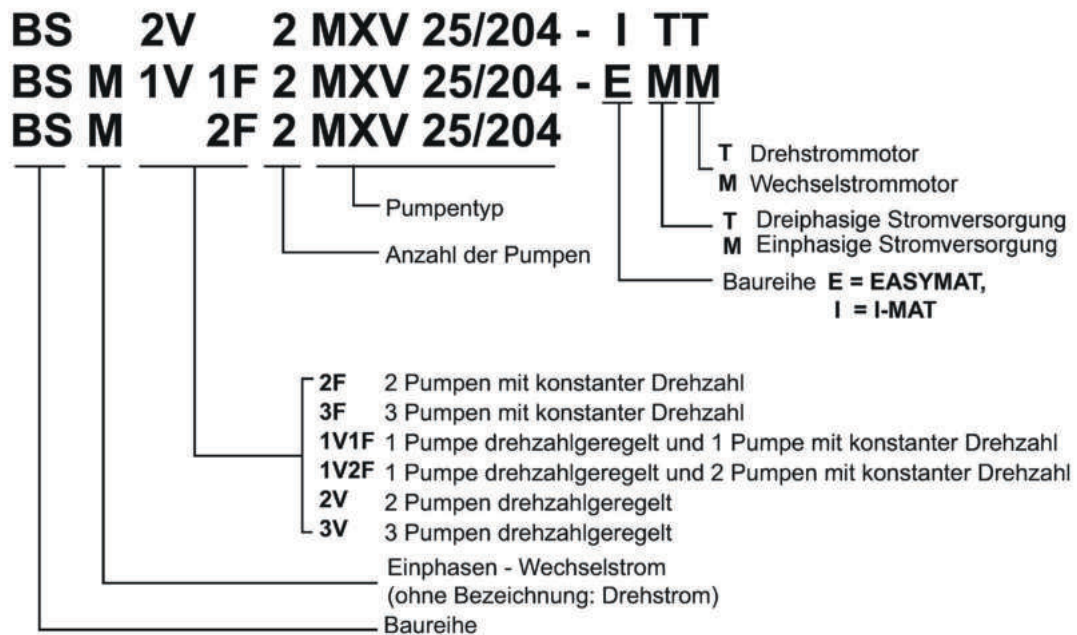 BS 2V 2 MXV 25/204 - I TT
BS M 1V 1F 2 MXV 25/204 - E MM
BS M 2F 2 MXV 25/204
T Drehstrommotor
M Wechselstrommotor
Pumpentyp
T Dreiphasige Stromversorgung
M Einphasige Stromversorgung
Anzahl der Pumpen
Baureihe E = EASYMAT,
I = I-MAT
2F 2 Pumpen mit konstanter Drehzahl
3F 3 Pumpen mit konstanter Drehzahl
1V1F 1 Pumpe drehzahlgeregelt und 1 Pumpe mit konstanter Drehzahl
1V2F 1 Pumpe drehzahlgeregelt und 2 Pumpen mit konstanter Drehzahl
2V 2 Pumpen drehzahlgeregelt
3V 3 Pumpen drehzahlgeregelt
Einphasen - Wechselstrom
(ohne Bezeichnung: Drehstrom)
Baureihe